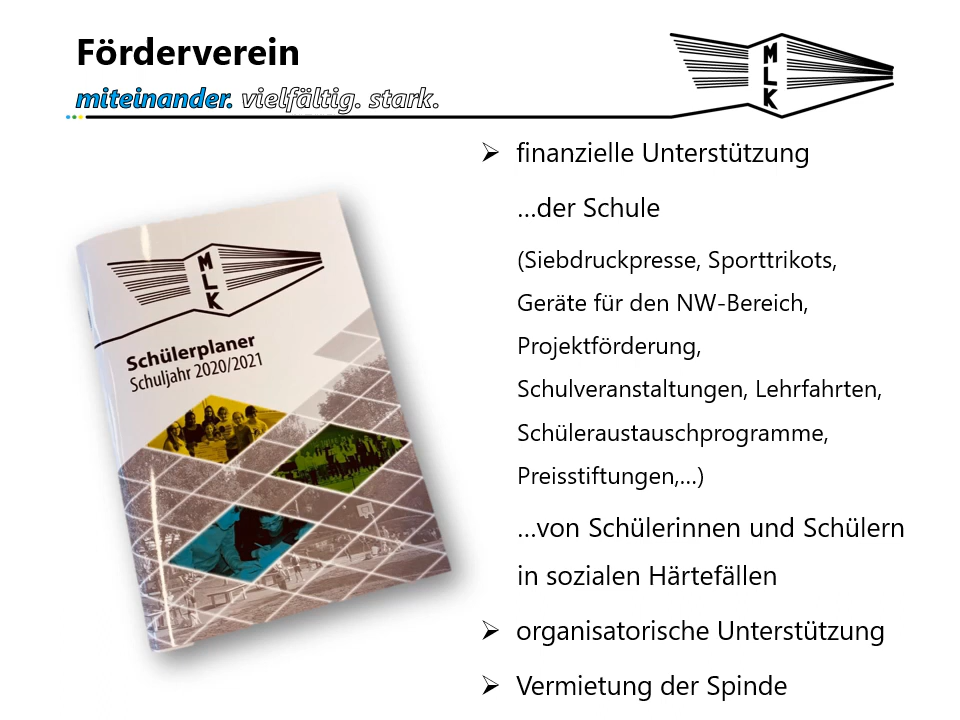 Förderverein
miteinander. vielfältig. stark.
MLK
➢ finanzielle Unterstützung
…der Schule
(Siebdruckpresse, Sporttrikots,
Geräte für den NW-Bereich,
Projektförderung,
Schulveranstaltungen, Lehrfahrten,
Schüleraustauschprogramme,
Preisstiftungen,…)
…von Schülerinnen und Schülern
in sozialen Härtefällen
➢ organisatorische Unterstützung
➢ Vermietung der Spinde
MLK
Schülerplaner
Schuljahr 2020/2021